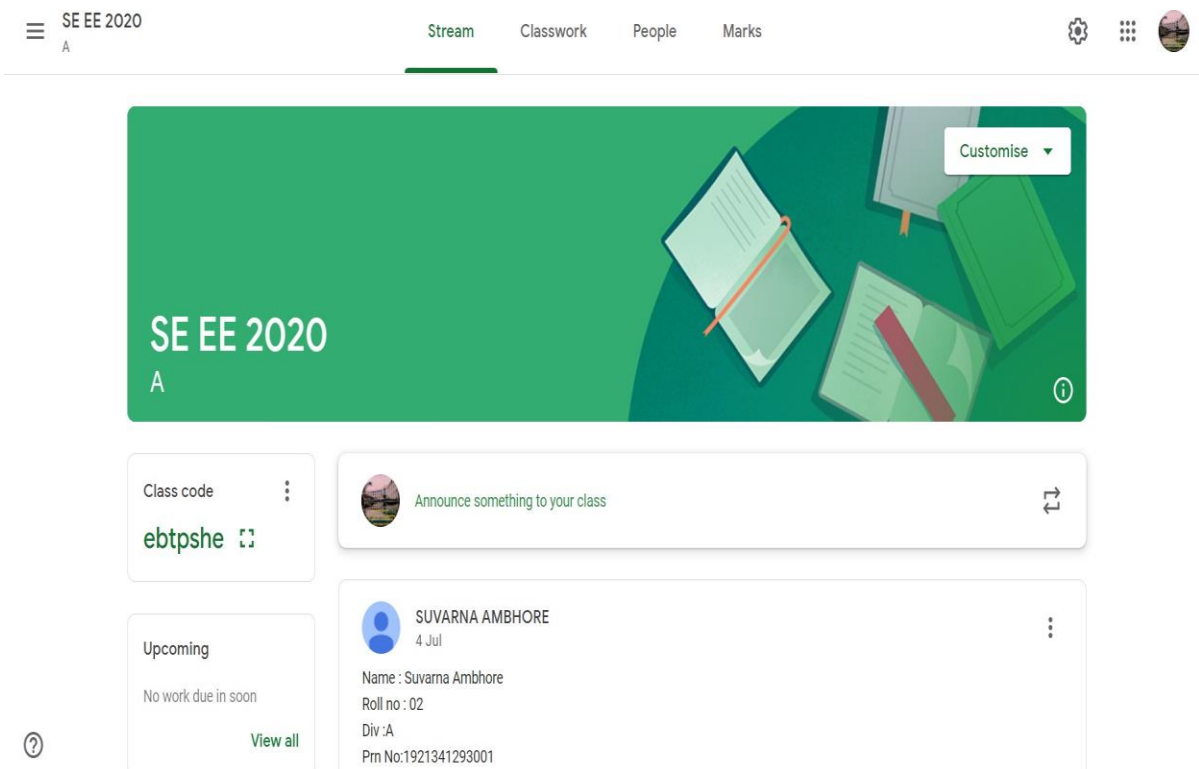 SE EE 2020
A
Stream Classwork People Marks
Customise
SE EE 2020
A
Class code
ebtpshe
Announce something to your class
Upcoming
No work due in soon
View all
SUVARNA AMBHORE
4 Jul
Name : Suvarna Ambhore
Roll no : 02
Div :A
Prn No:1921341293001